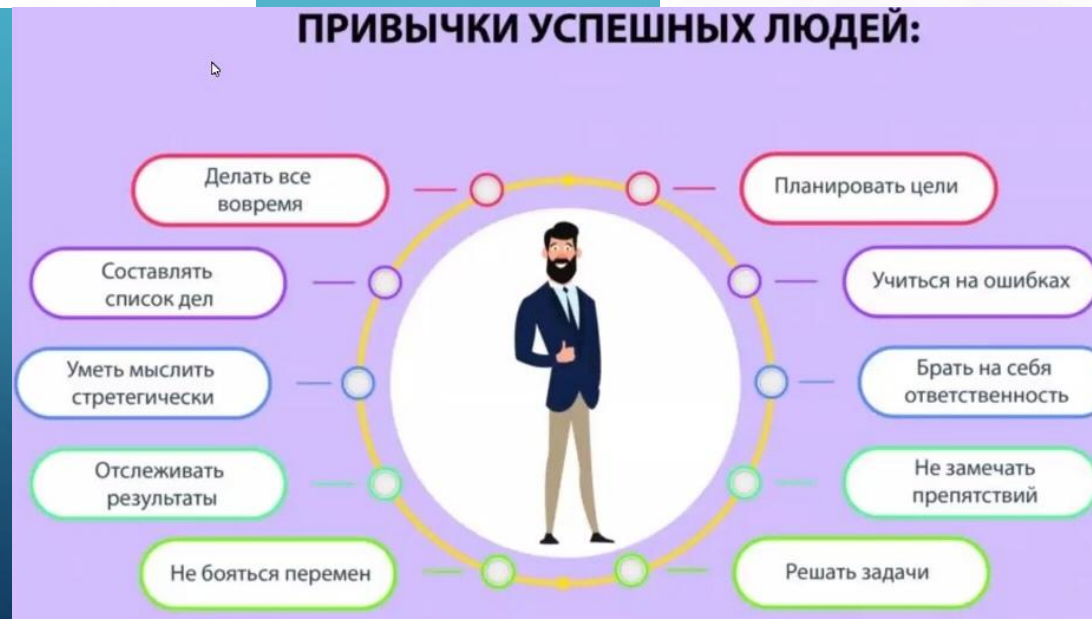 ПРИВЫЧКИ УСПЕШНЫХ ЛЮДЕЙ:
Делать все
вовремя
Составлять
список дел
Уметь мыслить
стретегически
Отслеживать
результаты
Не бояться перемен
Планировать цели
Учиться на ошибках
Брать на себя
ответственность
Не замечать
препятствий
Решать задачи